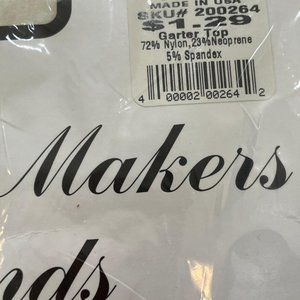 MADE IN USA
SKU# 200264
$1.29
Garter Top
72% Nylon,23%Neoprene
5% Spandex
4 00002 00264 2
Makers
nds